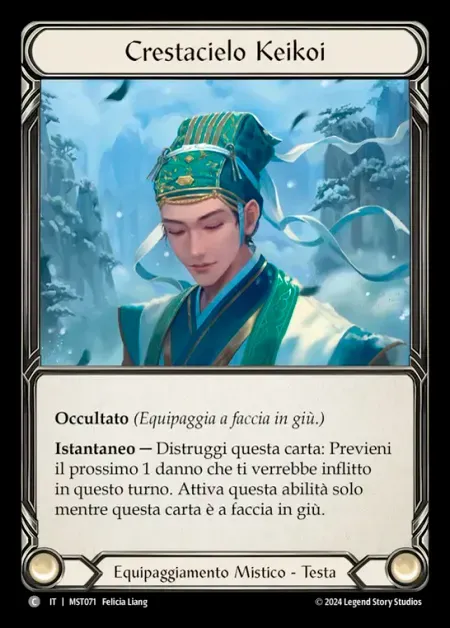 Crestacielo Keikoi
Occultato (Equipaggia a faccia in giù.)
Istantaneo — Distruggi questa carta: Previeni
il prossimo 1 danno che ti verrebbe inflitto
in questo turno. Attiva questa abilità solo
mentre questa carta è a faccia in giù.
Equipaggiamento Mistico - Testa
C IT | MST071 Felicia Liang © 2024 Legend Story Studios